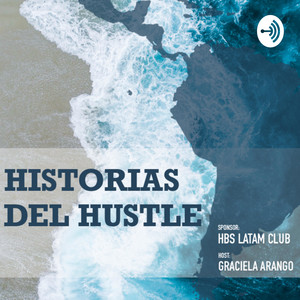 HISTORIAS
DEL HUSTLE
SPONSOR:
HBS LATAM CLUB
HOST:
GRACIELA ARANGO